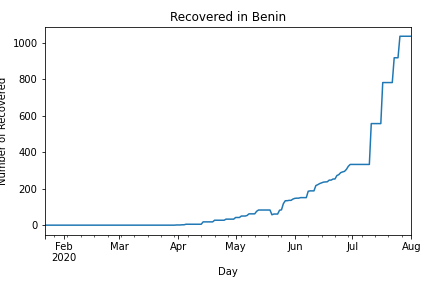 Recovered in Benin
Number of Recovered
1000
800
600
400
200
0
Feb
2020
Mar
Apr
May
Jun
Jul
Aug
Day